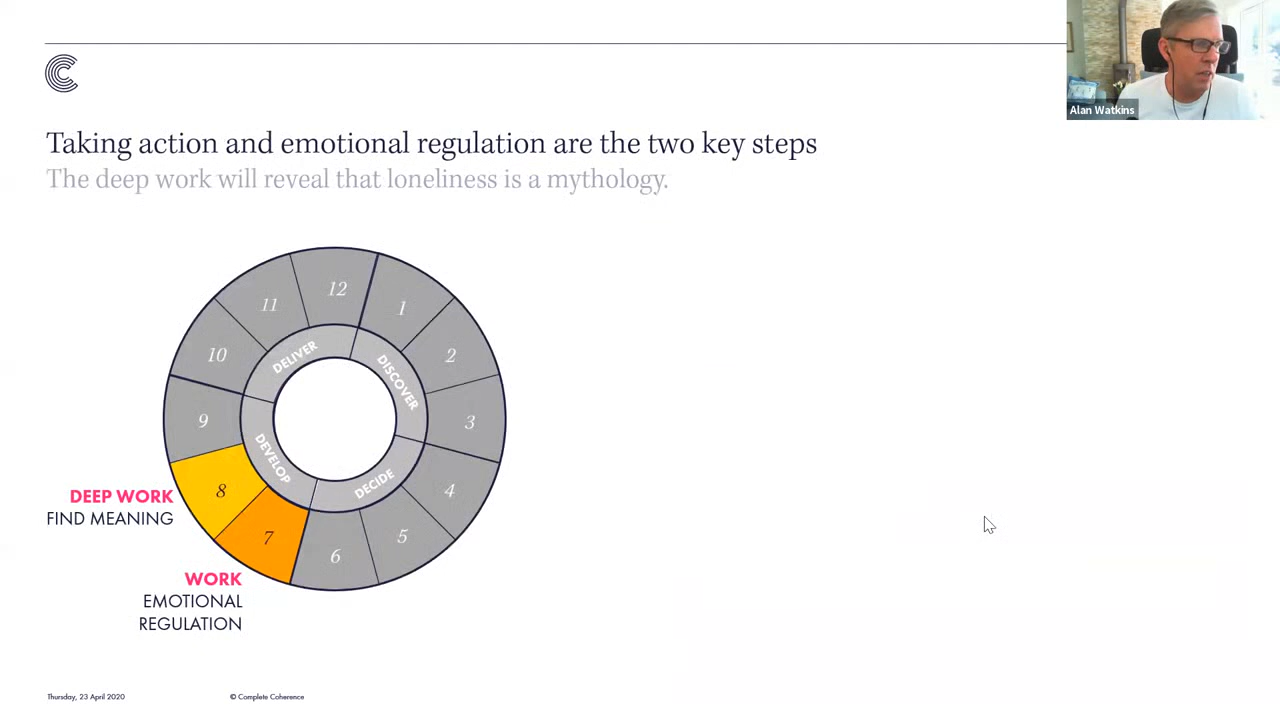 Alan Watkins
Taking action and emotional regulation are the two key steps
The deep work will reveal that loneliness is a mythology.
12
1
2
3
4
5
6
7
8
9
10
11
DISCOVER
DECIDE
DEVELOP
DELIVER
DEEP WORK
FIND MEANING
WORK
EMOTIONAL
REGULATION
Thursday, 23 April 2020
© Complete Coherence